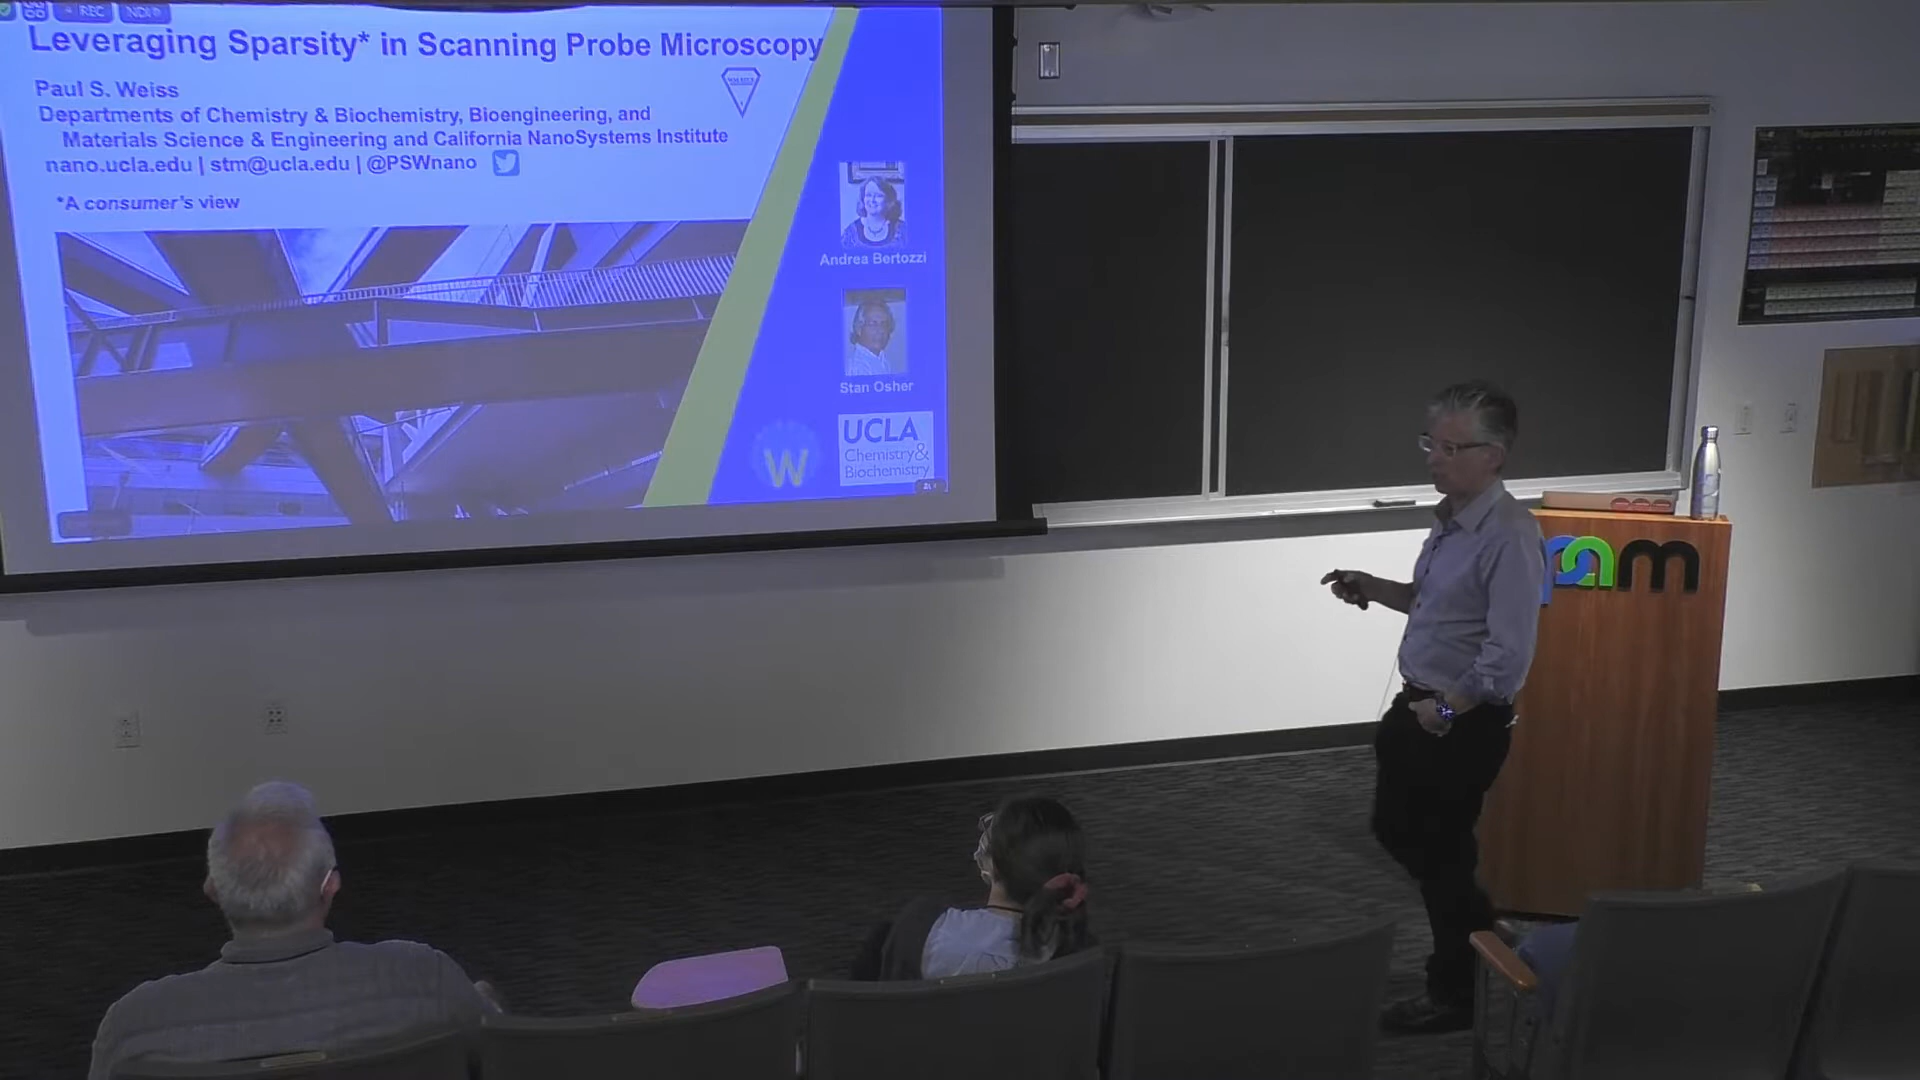 REC
NDI
Leveraging Sparsity* in Scanning Probe Microscopy
Paul S. Weiss
Departments of Chemistry & Biochemistry, Bioengineering, and
Materials Science & Engineering and California NanoSystems Institute
nano.ucla.edu | stm@ucla.edu | @PSWnano
*A consumer's view
Andrea Bertozzi
Stan Osher
W
UCLA
Chemistry&
Biochemistry
pam